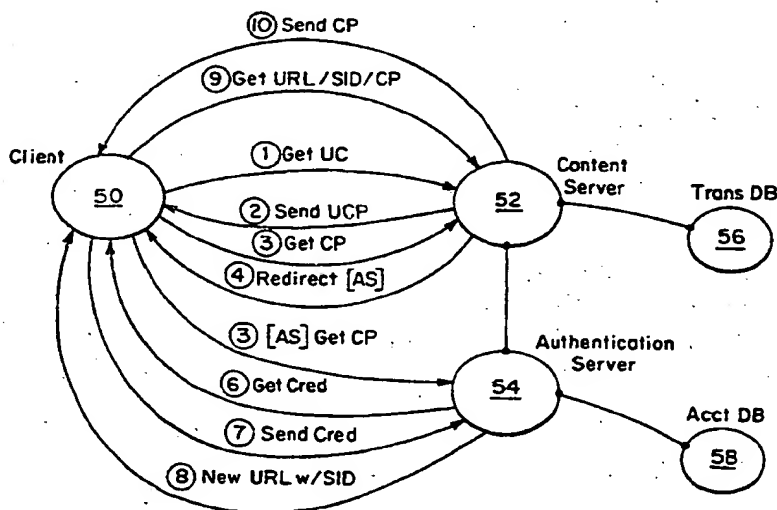 ⑩ Send CP
⑨ Get URL/SID/CP
Client
① Get UC
Content
Server
50
52
Trans DB
② Send UCP
③ Get CP
56
④ Redirect [AS]
③ [AS] Get CP
Authentication
Server
⑥ Get Cred
54
Acct DB
⑦ Send Cred
58
⑧ New URL w/SID